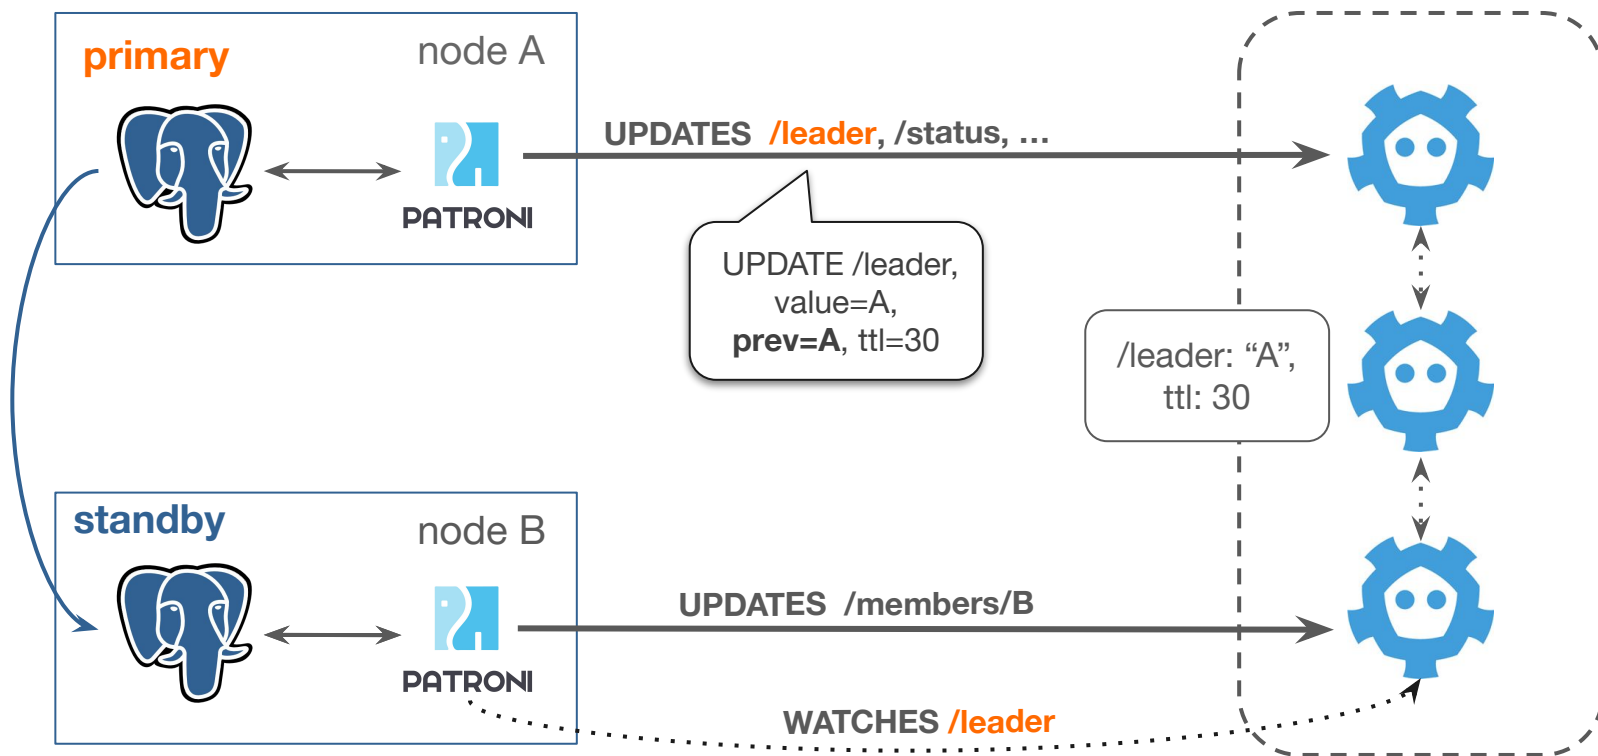 primary
node A
PATRONI
UPDATES /leader, /status, ...
UPDATE /leader,
value=A,
prev=A, ttl=30
/leader: “A”,
ttl: 30
standby
node B
PATRONI
UPDATES /members/B
WATCHES /leader